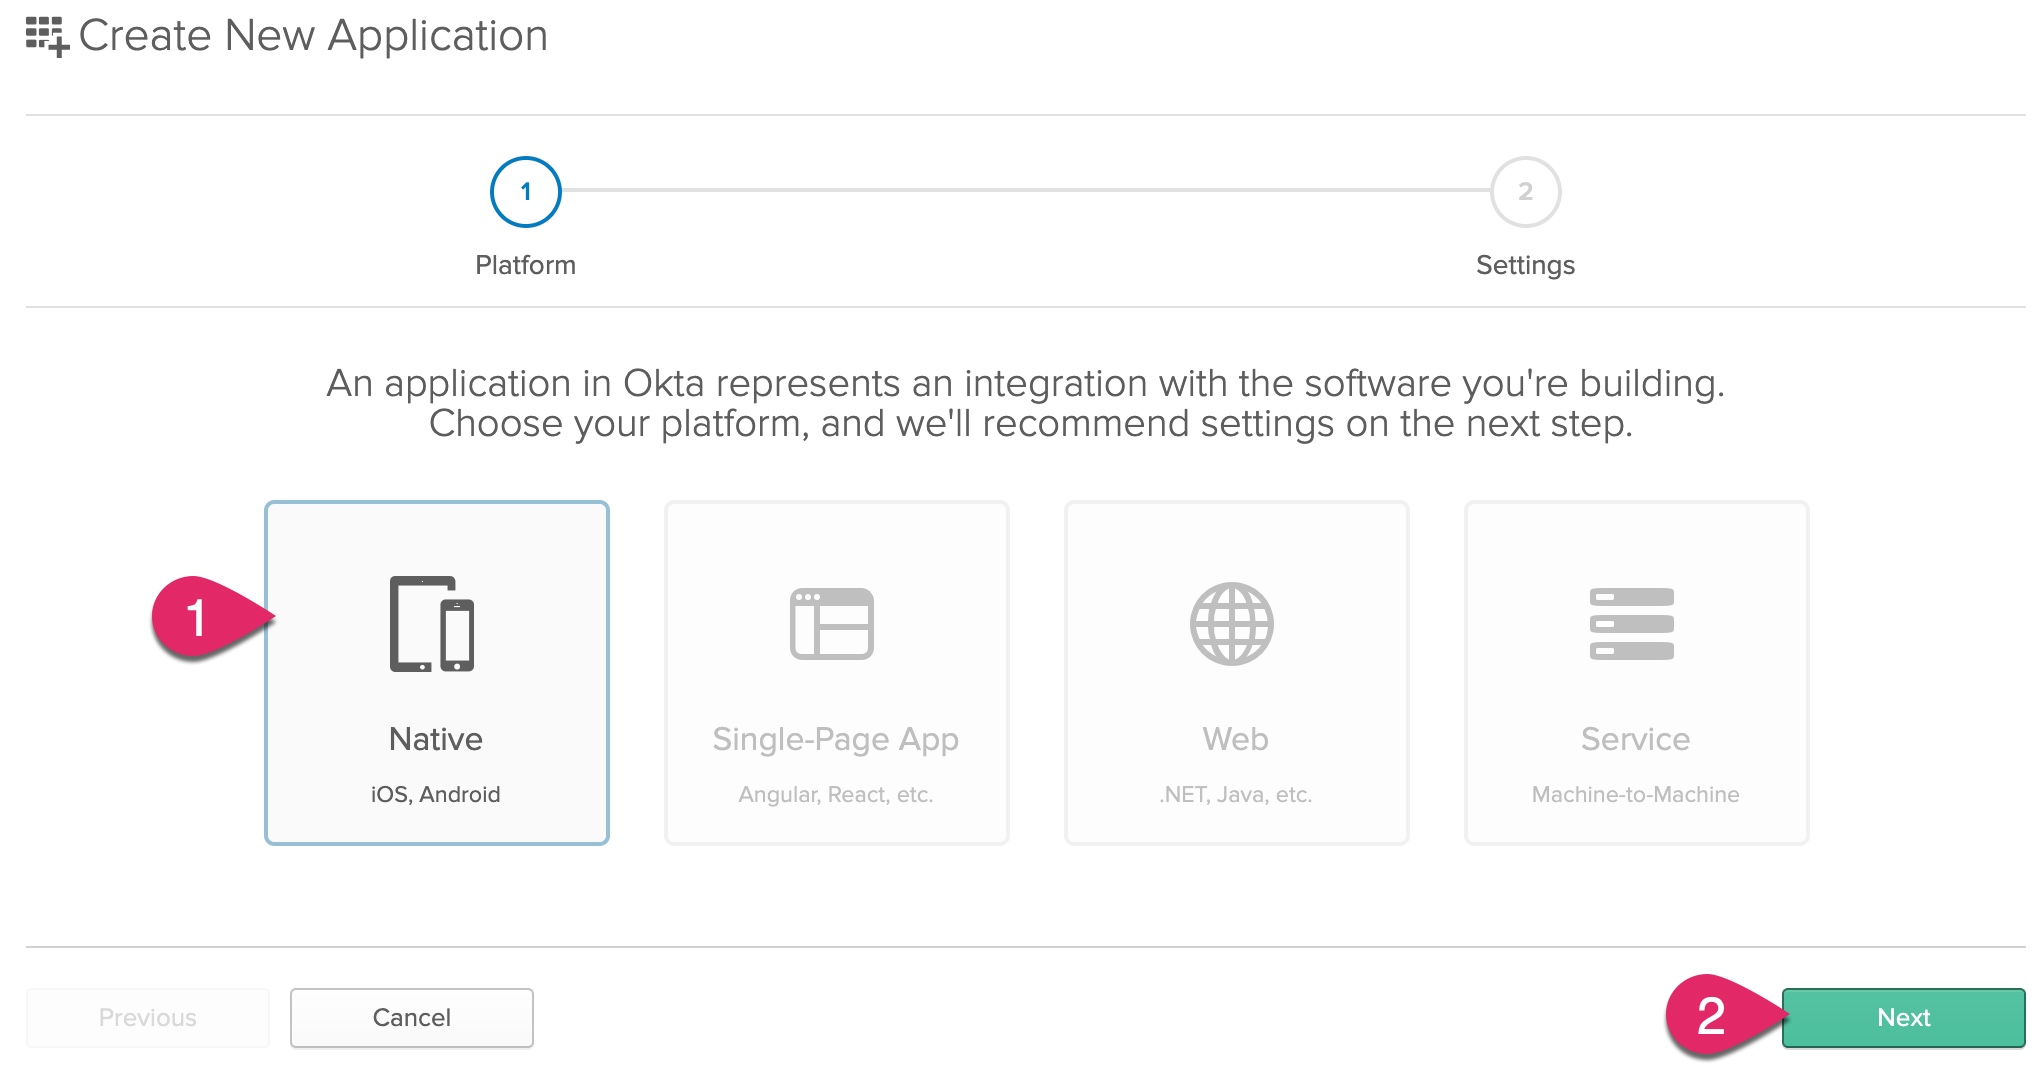 Create New Application
1
2
Platform
Settings
An application in Okta represents an integration with the software you're building.
Choose your platform, and we'll recommend settings on the next step.
1
Native
iOS, Android
Single-Page App
Angular, React, etc.
Web
.NET, Java, etc.
Service
Machine-to-Machine
Previous
Cancel
2
Next